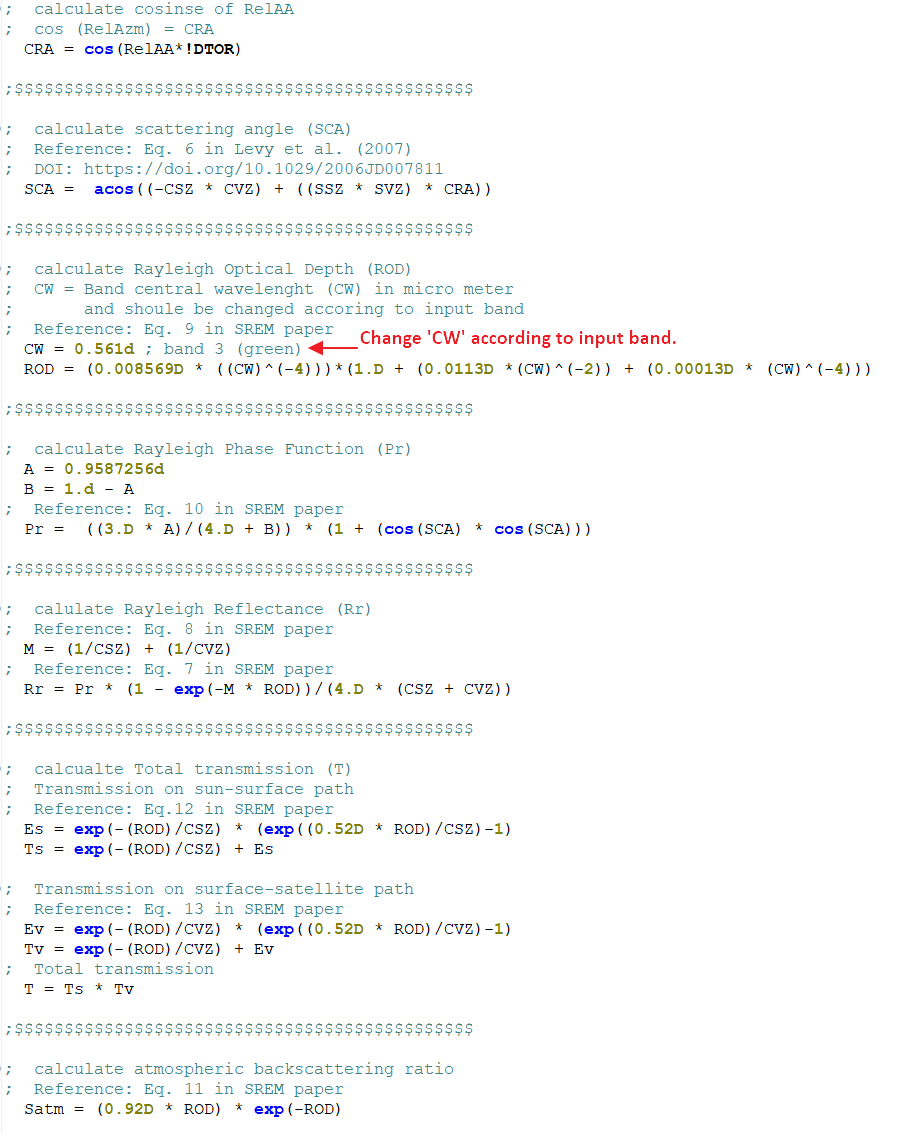 ;  calculate cosinse of RelAA
;  cos (RelAzm) = CRA
CRA = cos(RelAA*!DTOR)
;$$$$$$$$$$$$$$$$$$$$$$$$$$$$$$$$$$$$$$$$$$$$$$
;  calculate scattering angle (SCA)
;  Reference: Eq. 6 in Levy et al. (2007)
;  DOI: https://doi.org/10.1029/2006JD007811
SCA =  acos((-CSZ * CVZ) + ((SSZ * SVZ) * CRA))
;$$$$$$$$$$$$$$$$$$$$$$$$$$$$$$$$$$$$$$$$$$$$$$
;  calculate Rayleigh Optical Depth (ROD)
;  CW = Band central wavelenght (CW) in micro meter
;       and shoule be changed accoring to input band
;  Reference: Eq. 9 in SREM paper
CW = 0.561d ; band 3 (green) Change 'CW' according to input band.
ROD = (0.008569D * ((CW)^(-4)))*(1.D + (0.0113D *(CW)^(-2)) + (0.00013D * (CW)^(-4)))
;$$$$$$$$$$$$$$$$$$$$$$$$$$$$$$$$$$$$$$$$$$$$$$
;  calculate Rayleigh Phase Function (Pr)
A = 0.9587256d
B = 1.d - A
;  Reference: Eq. 10 in SREM paper
Pr =  ((3.D * A)/(4.D + B)) * (1 + (cos(SCA) * cos(SCA)))
;$$$$$$$$$$$$$$$$$$$$$$$$$$$$$$$$$$$$$$$$$$$$$$
;  calulate Rayleigh Reflectance (Rr)
;  Reference: Eq. 8 in SREM paper
M = (1/CSZ) + (1/CVZ)
;  Reference: Eq. 7 in SREM paper
Rr = Pr * (1 - exp(-M * ROD))/(4.D * (CSZ + CVZ))
;$$$$$$$$$$$$$$$$$$$$$$$$$$$$$$$$$$$$$$$$$$$$$$
;  calcualte Total transmission (T)
;  Transmission on sun-surface path
;  Reference: Eq.12 in SREM paper
Es = exp(-(ROD)/CSZ) * (exp((0.52D * ROD)/CSZ)-1)
Ts = exp(-(ROD)/CSZ) + Es
;  Transmission on surface-satellite path
;  Reference: Eq. 13 in SREM paper
Ev = exp(-(ROD)/CVZ) * (exp((0.52D * ROD)/CVZ)-1)
Tv = exp(-(ROD)/CVZ) + Ev
;  Total transmission
T = Ts * Tv
;$$$$$$$$$$$$$$$$$$$$$$$$$$$$$$$$$$$$$$$$$$$$$$
;  calculate atmospheric backscattering ratio
;  Reference: Eq. 11 in SREM paper
Satm = (0.92D * ROD) * exp(-ROD)